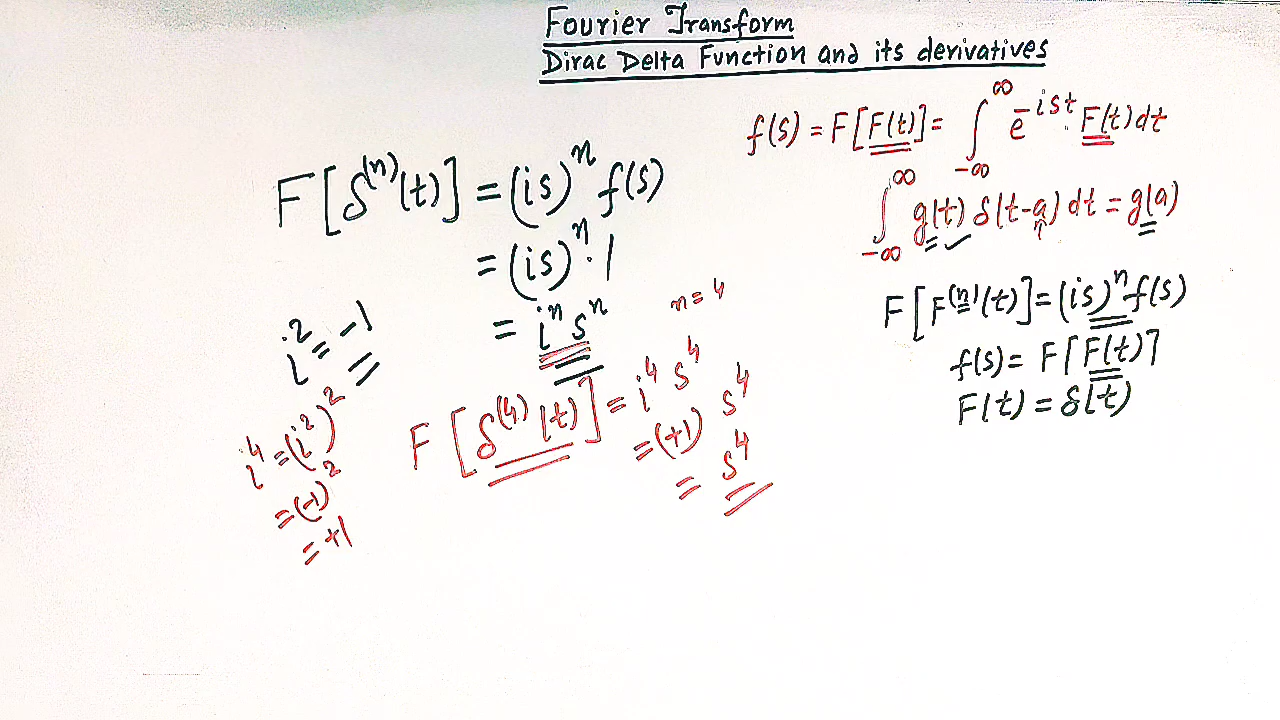 Fourier Transform
Dirac Delta Function and its derivatives
f(s) = F[F(t)] = ∫_{-∞}^{∞} e^{-ist} F(t) dt
∫_{-∞}^{∞} g(t) δ(t-a) dt = g(a)
F[F^{(n)}(t)] = (is)^n f(s)
f(s) = F[F(t)]
F(t) = δ(t)
F[δ^{(n)}(t)] = (is)^n f(s)
= (is)^n · 1
= i^n s^n
n = 4
i^2 = -1
F[δ^{(4)}(t)] = i^4 s^4
= (+1) s^4
= s^4
i^4 = (i^2)^2
= (-1)^2
= +1